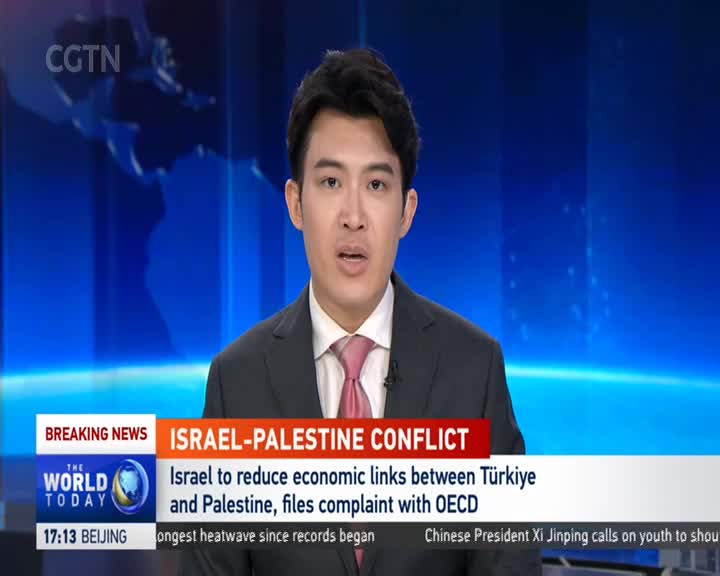 CGTN
BREAKING NEWS
ISRAEL-PALESTINE CONFLICT
THE
WORLD
TODAY
Israel to reduce economic links between Türkiye
and Palestine, files complaint with OECD
17:13 BEIJING
longest heatwave since records began
Chinese President Xi Jinping calls on youth to shou